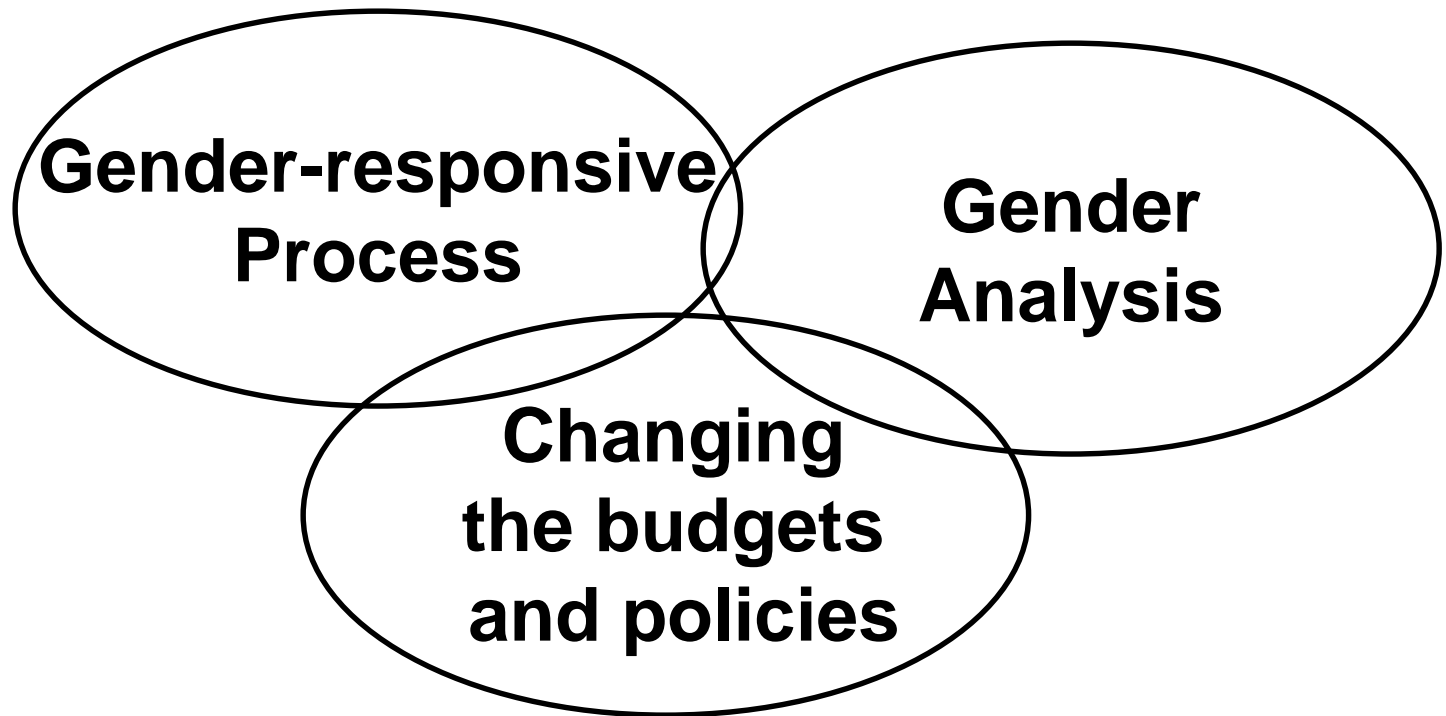 Gender-responsive
Process
Gender
Analysis
Changing
the budgets
and policies